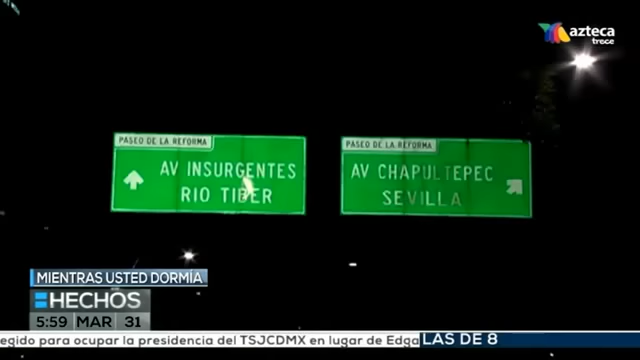 azteca
trece
PASEO DE LA REFORMA
AV INSURGENTES
RIO TIBER
PASEO DE LA REFORMA
AV CHAPULTEPEC
SEVILLA
MIENTRAS USTED DORMÍA
HECHOS
5:59 MAR 31
egido para ocupar la presidencia del TSJCDMX en lugar de Edga LAS DE 8